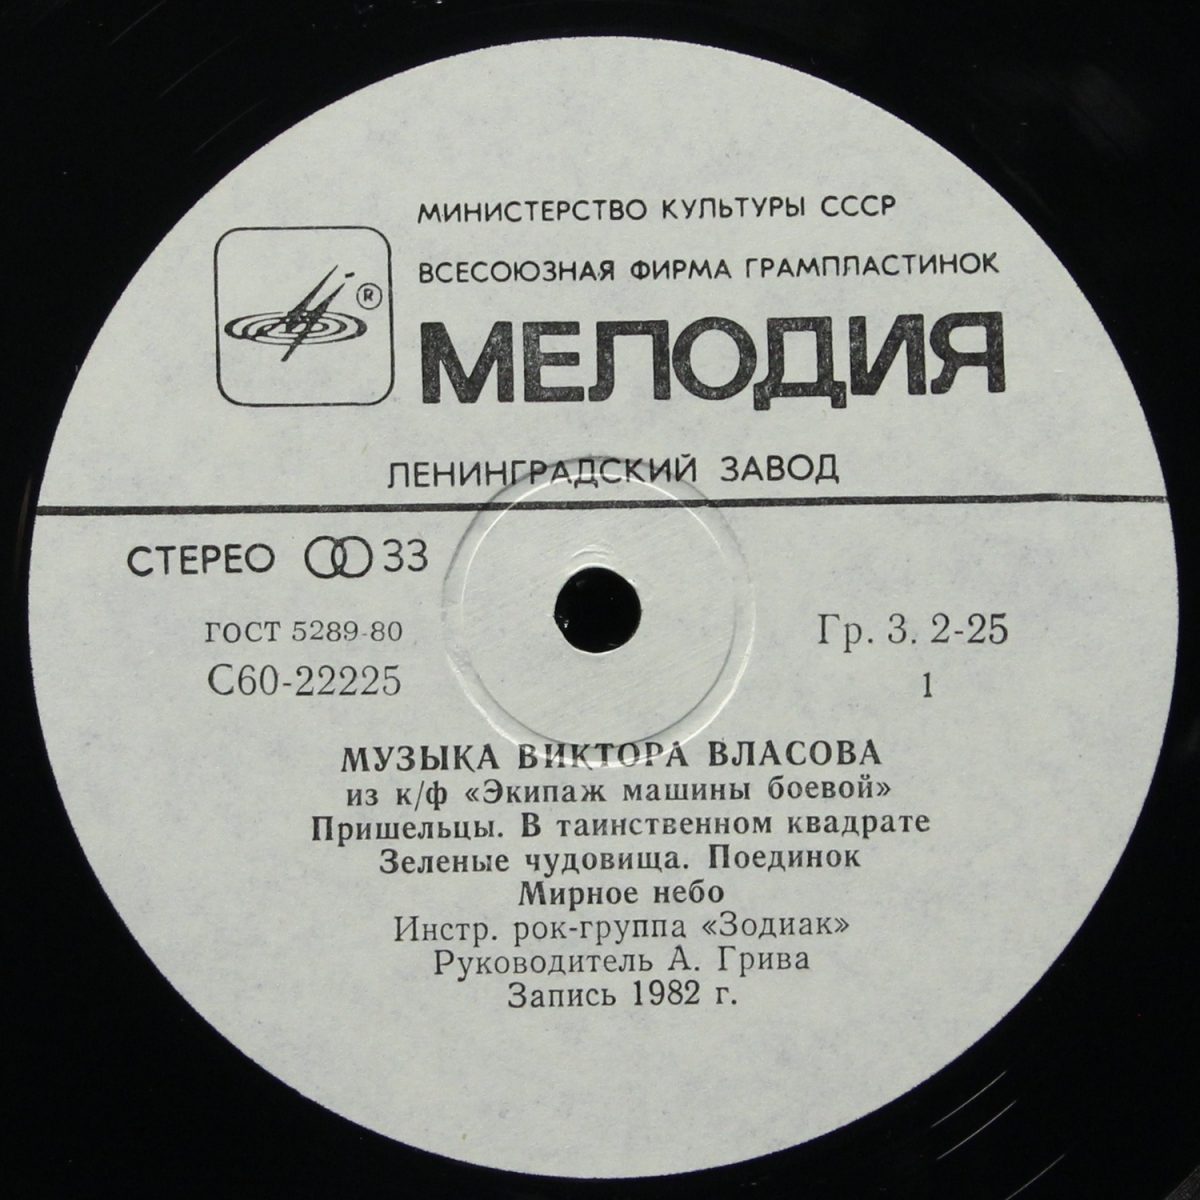 МИНИСТЕРСТВО КУЛЬТУРЫ СССР
ВСЕСОЮЗНАЯ ФИРМА ГРАМПЛАСТИНОК
®
МЕЛОДИЯ
ЛЕНИНГРАДСКИЙ ЗАВОД
СТЕРЕО 33
ГОСТ 5289-80
Гр. 3. 2-25
С60-22225
1
МУЗЫКА ВИКТОРА ВЛАСОВА
из к/ф «Экипаж машины боевой»
Пришельцы. В таинственном квадрате
Зеленые чудовища. Поединок
Мирное небо
Инстр. рок-группа «Зодиак»
Руководитель А. Грива
Запись 1982 г.